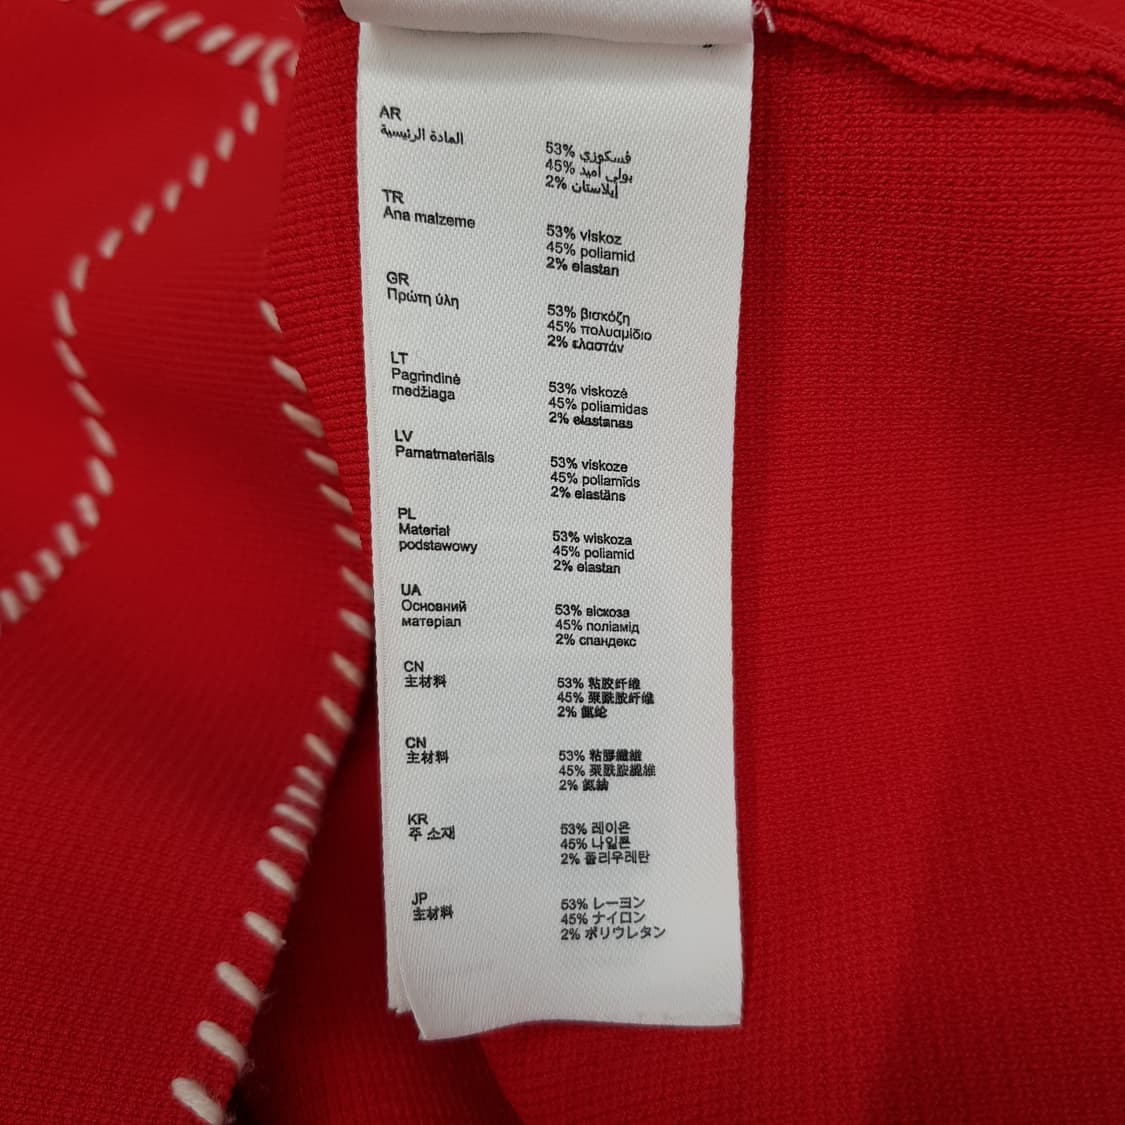 AR
المادة الرئيسية
53% فسكوزي
45% بولي أميد
2% إيلاستان
TR
Ana malzeme
53% viskoz
45% poliamid
2% elastan
GR
Πρώτη ύλη
53% βισκόζη
45% πολυαμίδιο
2% ελαστάν
LT
Pagrindinė
medžiaga
53% viskozė
45% poliamidas
2% elastanas
LV
Pamatmateriāls
53% viskoze
45% poliamīds
2% elastāns
PL
Materiał
podstawowy
53% wiskoza
45% poliamid
2% elastan
UA
Основний
матеріал
53% віскоза
45% поліамід
2% спандекс
CN
主材料
53% 粘胶纤维
45% 聚酰胺纤维
2% 氨纶
CN
主材料
53% 粘膠纖維
45% 聚酰胺纖維
2% 氨綸
KR
주 소재
53% 레이온
45% 나일론
2% 폴리우레탄
JP
主材料
53% レーヨン
45% ナイロン
2% ポリウレタン